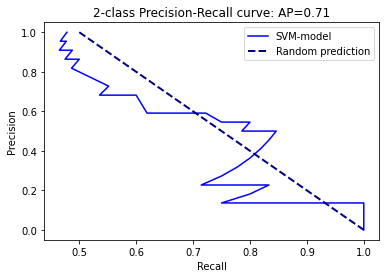 2-class Precision-Recall curve: AP=0.71
SVM-model
Random prediction
1.0
0.8
0.6
0.4
0.2
0.0
Precision
0.5
0.6
0.7
0.8
0.9
1.0
Recall